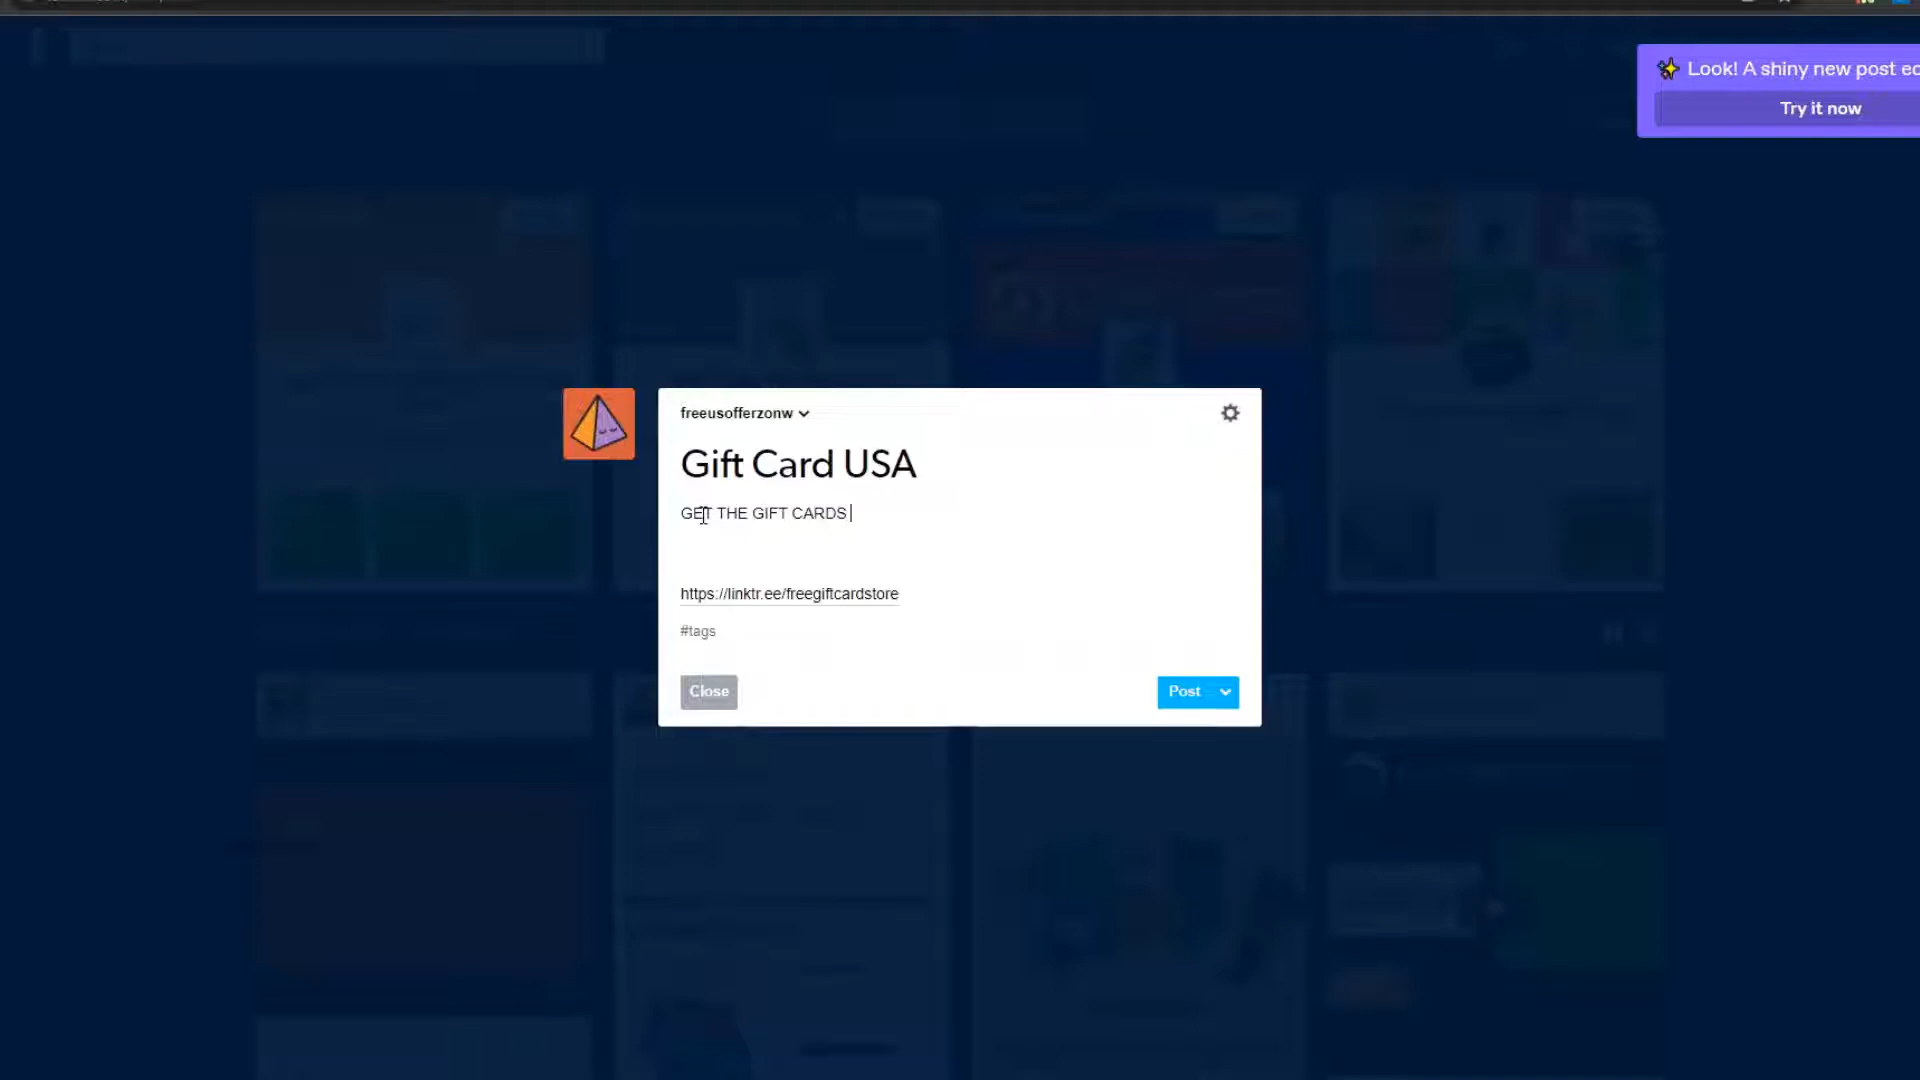 ✨ Look! A shiny new post ed
Try it now
freeusofferzonw
Gift Card USA
GET THE GIFT CARDS
https://linktr.ee/freegiftcardstore
#tags
Close
Post